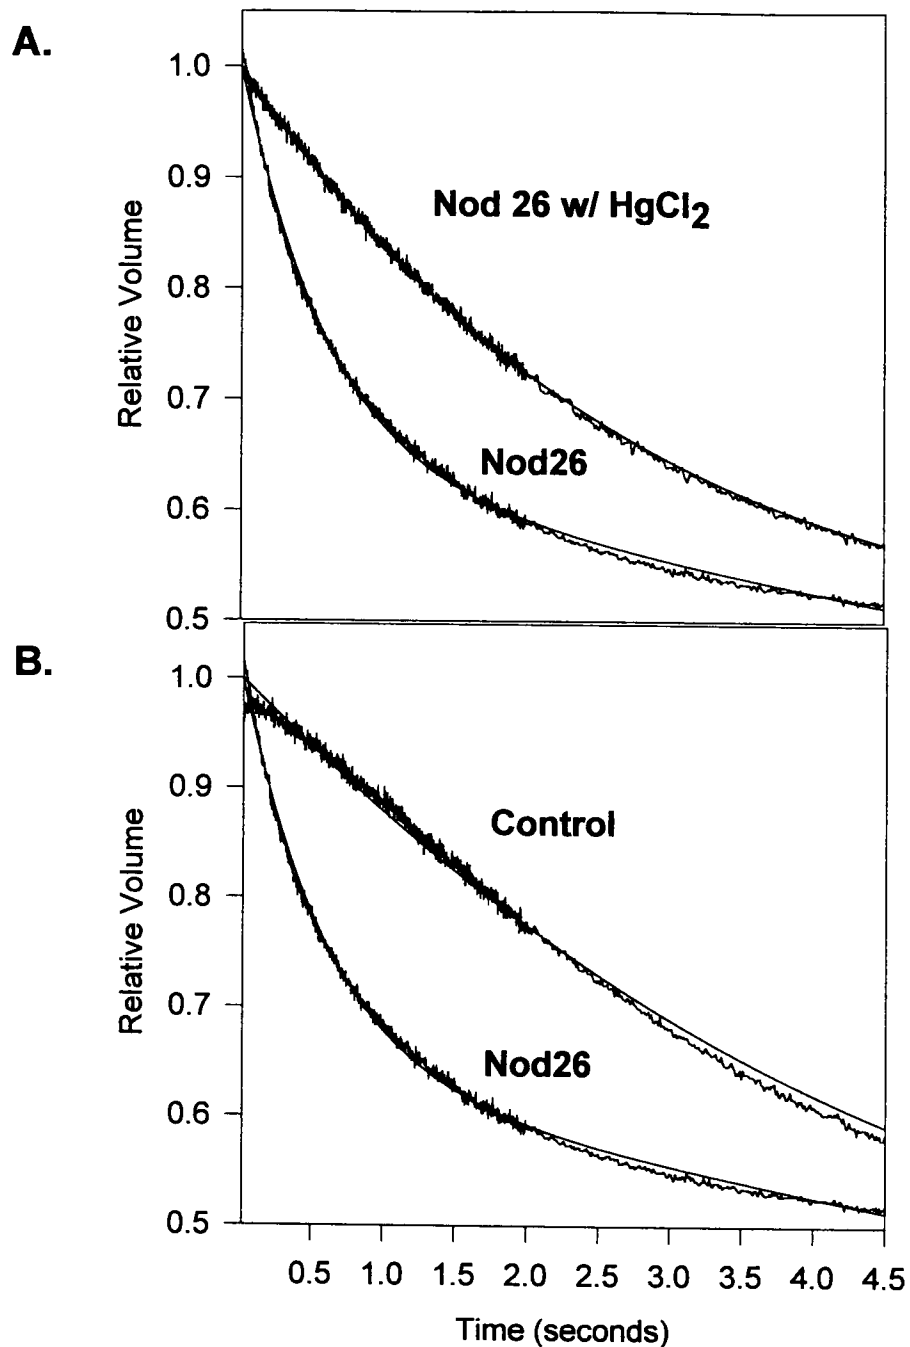 A.
1.0
0.9
0.8
0.7
0.6
0.5
Relative Volume
Nod 26 w/ HgCl2
Nod26
B.
1.0
0.9
0.8
0.7
0.6
0.5
Relative Volume
Control
Nod26
0.5 1.0 1.5 2.0 2.5 3.0 3.5 4.0 4.5
Time (seconds)